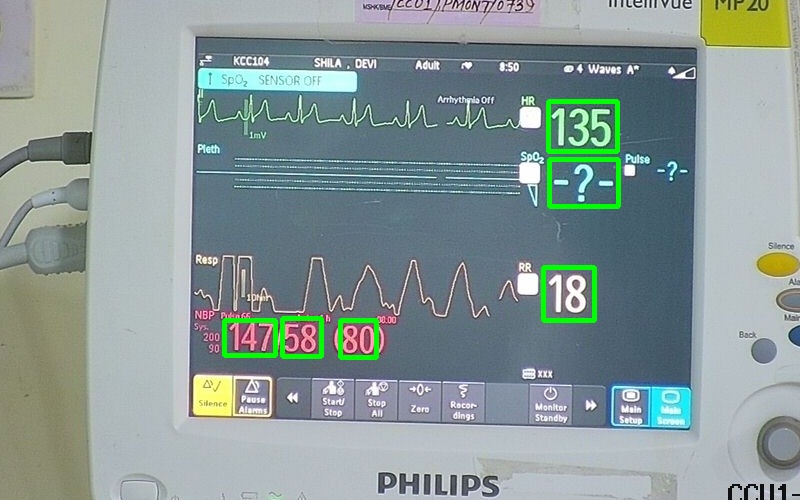 CCU1/PMONT/0739
IntelliVue MP20
KCC104 SHILA , DEVI Adult 8:50 4 Waves A*
SpO₂ SENSOR OFF
Arrhythmia Off
HR
135
1mV
Pleth
SpO₂
-?-
Pulse
-?-
Resp
RR
18
NBP Pulse 66
Sys.
200
90
147 58 (80)
xxx
Silence
Pause Alarms
Start/ Stop
Stop All
Zero
Recor- dings
Monitor Standby
Main Setup
Main Screen
Silence
Back
PHILIPS
CCU1-